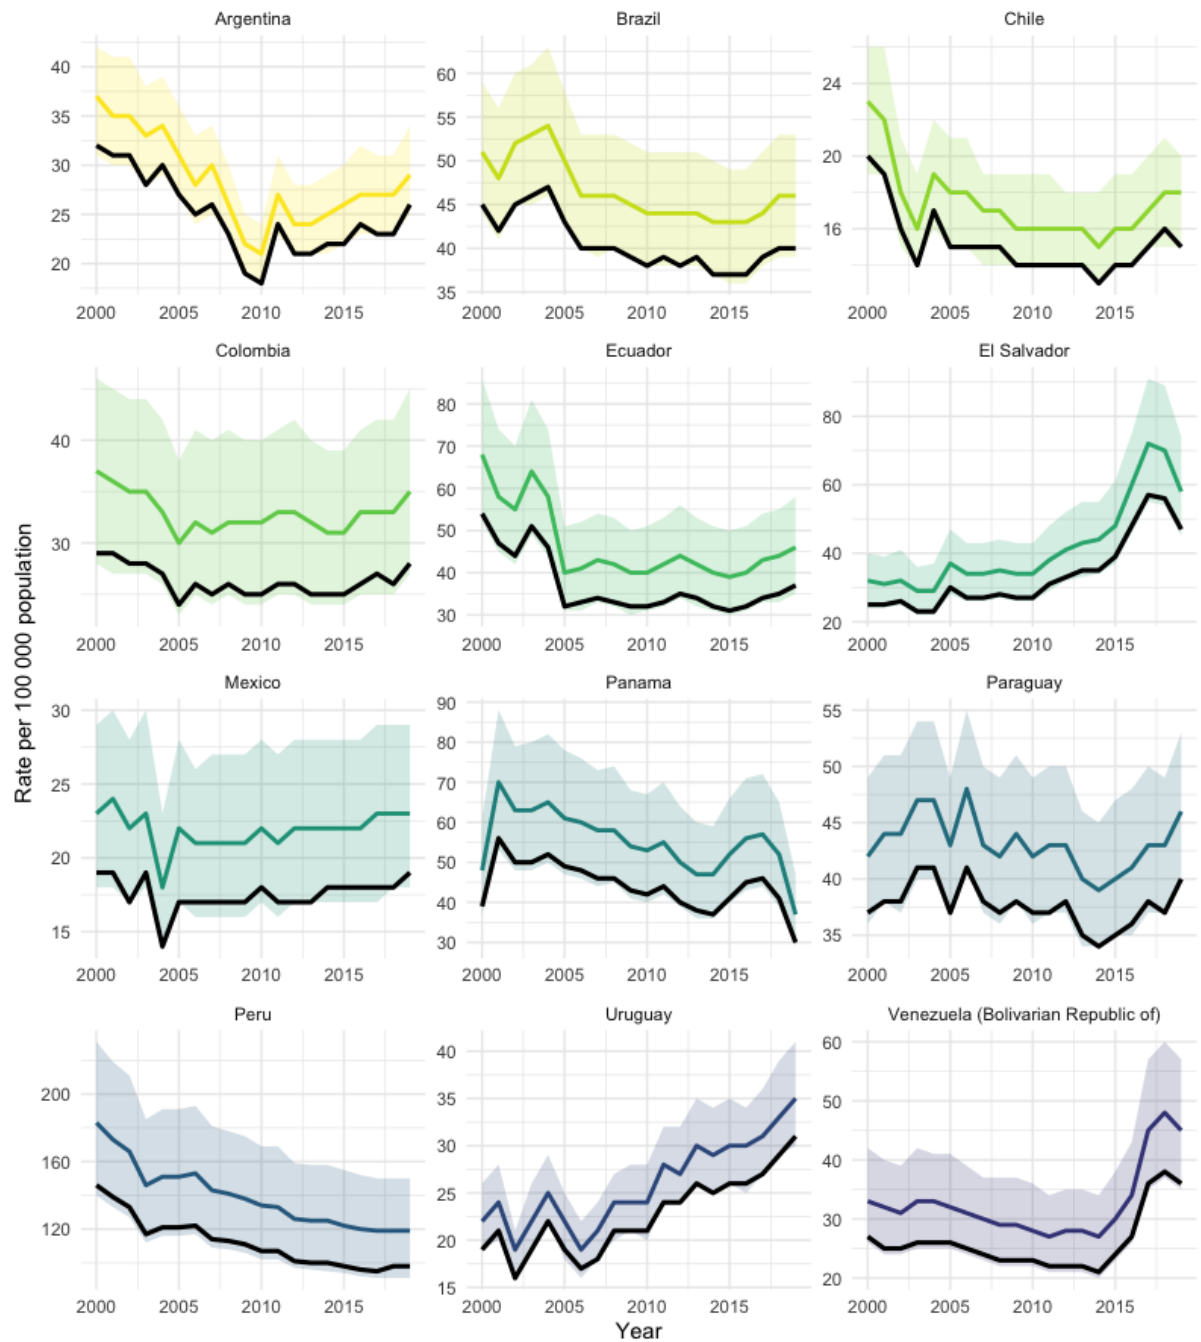 Argentina Brazil Chile
40 60 24
35 55
30 50 20
25 45
20 40 16
35
2000 2005 2010 2015 2000 2005 2010 2015 2000 2005 2010 2015
Colombia Ecuador El Salvador
80 80
40 70
60 60
50
30 40 40
30 20
2000 2005 2010 2015 2000 2005 2010 2015 2000 2005 2010 2015
Rate per 100 000 population
Mexico Panama Paraguay
30 90 55
80
25 70 50
60 45
20 50
40 40
15 30 35
2000 2005 2010 2015 2000 2005 2010 2015 2000 2005 2010 2015
Peru Uruguay Venezuela (Bolivarian Republic of)
40 60
200 35 50
160 30 40
25
120 20 30
15 20
2000 2005 2010 2015 2000 2005 2010 2015 2000 2005 2010 2015
Year